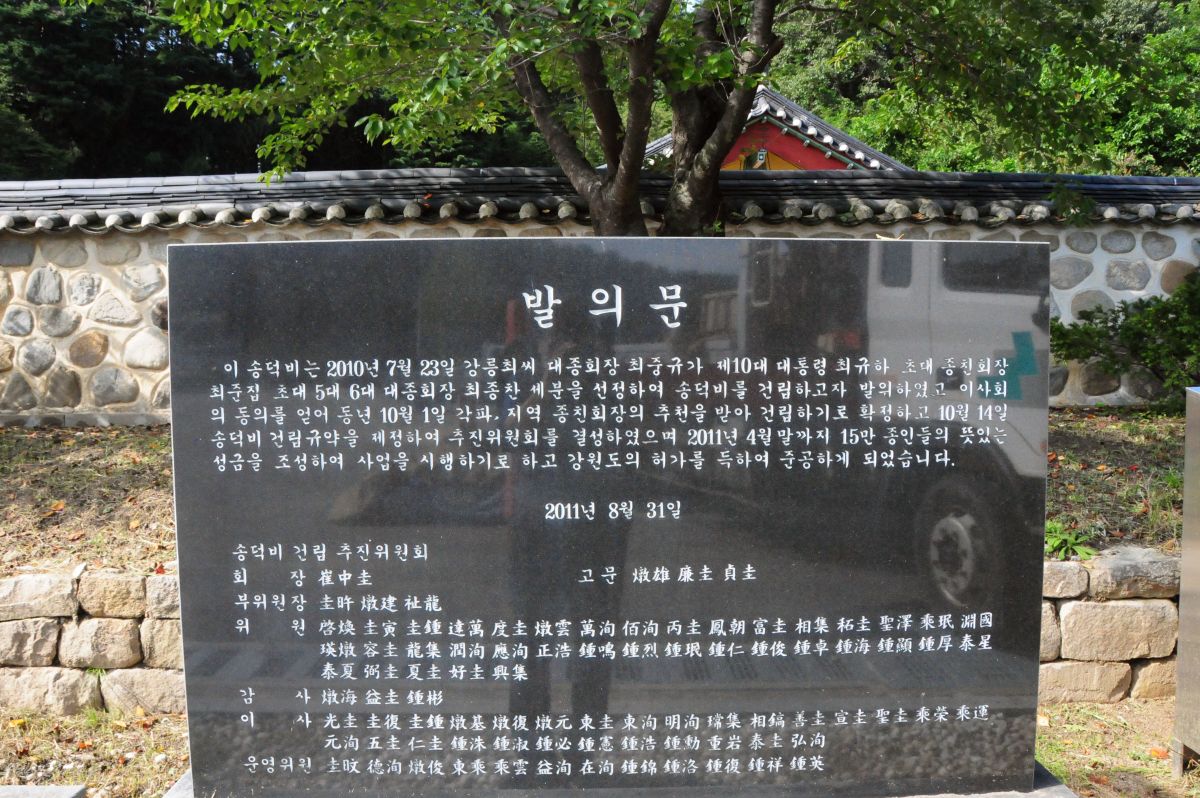 발의문
이 송덕비는 2010년 7월 23일 강릉최씨 대종회장 최중규가 제10대 대통령 최규하 초대 종친회장
최준집 초대 5대 6대 대종회장 최종찬 세분을 선정하여 송덕비를 건립하고자 발의하였고 이사회
의 동의를 얻어 동년 10월 1일 각파, 지역 종친회장의 추천을 받아 건립하기로 확정하고 10월 14일
송덕비 건립규약을 제정하여 추진위원회를 결성하였으며 2011년 4월말까지 15만 종인들의 뜻있는
성금을 조성하여 사업을 시행하기로 하고 강원도의 허가를 득하여 준공하게 되었습니다.
2011년 8월 31일
송덕비 건립 추진위원회
회 장 崔中圭 고문 燉雄 廉圭 貞圭
부위원장 圭昨 燉建 祉龍
위 원 啓煥 圭寅 圭鍾 達萬 度圭 燉雲 萬洵 佰洵 丙圭 鳳朝 富圭 相集 柘圭 聖澤 乘珉 淵國
瑛燉 容圭 龍集 潤洵 應洵 正浩 鍾鳴 鍾烈 鍾珉 鍾仁 鍾俊 鍾卓 鍾海 鍾顯 鍾厚 泰星
泰夏 弼圭 夏圭 好圭 興集
감 사 燉海 益圭 鍾彬
이 사 光圭 圭復 圭鍾 燉基 燉復 燉元 東圭 東洵 明洵 瑺集 相鎬 善圭 宣圭 聖圭 乘榮 乘運
元洵 五圭 仁圭 鍾洙 鍾淑 鍾必 鍾憲 鍾浩 鍾勳 重岩 泰圭 弘洵
운영위원 圭旼 德洵 燉俊 東乘 乘雲 益洵 在洵 鍾錦 鍾洛 鍾復 鍾祥 鍾英